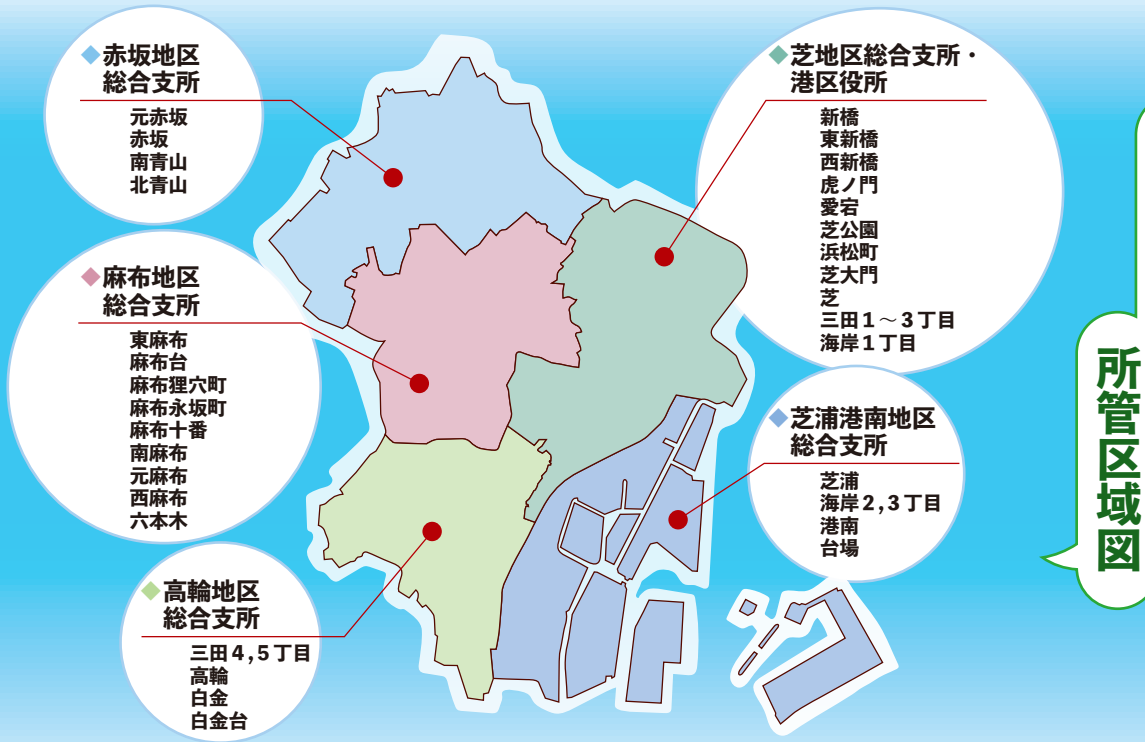 所管区域図
◆赤坂地区
総合支所
元赤坂
赤坂
南青山
北青山
◆麻布地区
総合支所
東麻布
麻布台
麻布狸穴町
麻布永坂町
麻布十番
南麻布
元麻布
西麻布
六本木
◆高輪地区
総合支所
三田4,5丁目
高輪
白金
白金台
◆芝地区総合支所・
港区役所
新橋
東新橋
西新橋
虎ノ門
愛宕
芝公園
浜松町
芝大門
芝
三田1～3丁目
海岸1丁目
◆芝浦港南地区
総合支所
芝浦
海岸2,3丁目
港南
台場